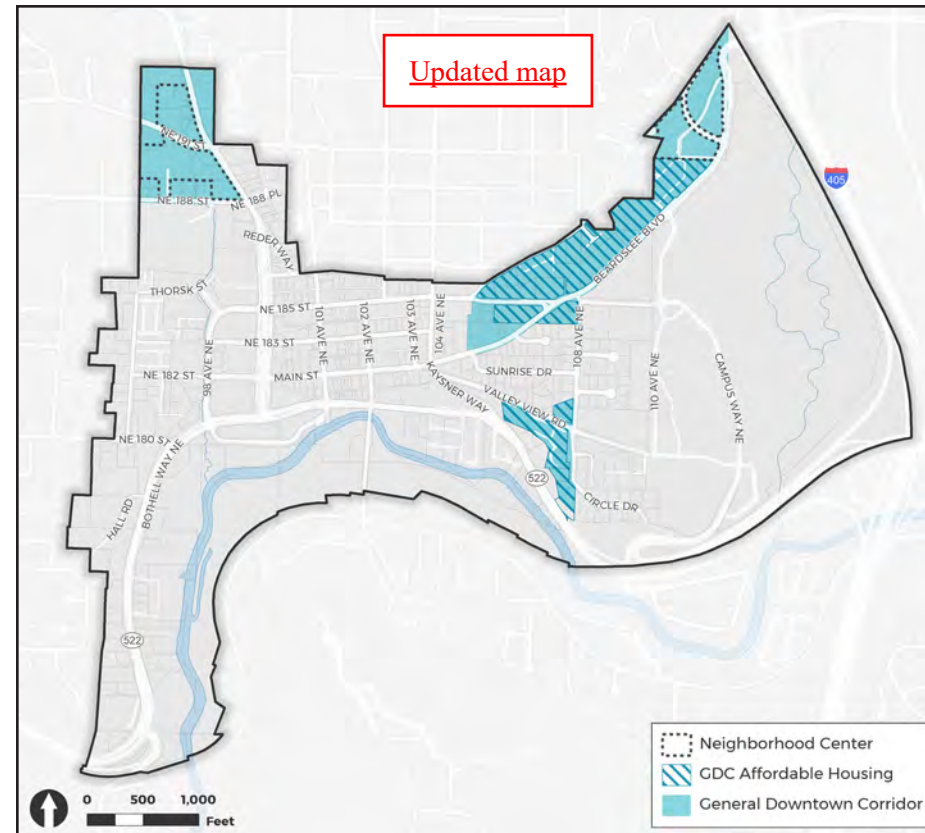 Updated map
NE 191 ST
NE 188 ST
NE 188 PL
REDER WAY
405
BEARDSLEE BLVD
THORSK ST
NE 185 ST
98 AVE NE
101 AVE NE
102 AVE NE
103 AVE NE
104 AVE NE
108 AVE NE
110 AVE NE
NE 183 ST
NE 182 ST
MAIN ST
SUNRISE DR
KAYSNER WAY
VALLEY VIEW RD
CAMPUS WAY NE
NE 180 ST
BOTHELL WAY NE
HALL RD
522
CIRCLE DR
522
Neighborhood Center
GDC Affordable Housing
General Downtown Corridor
0 500 1,000
Feet